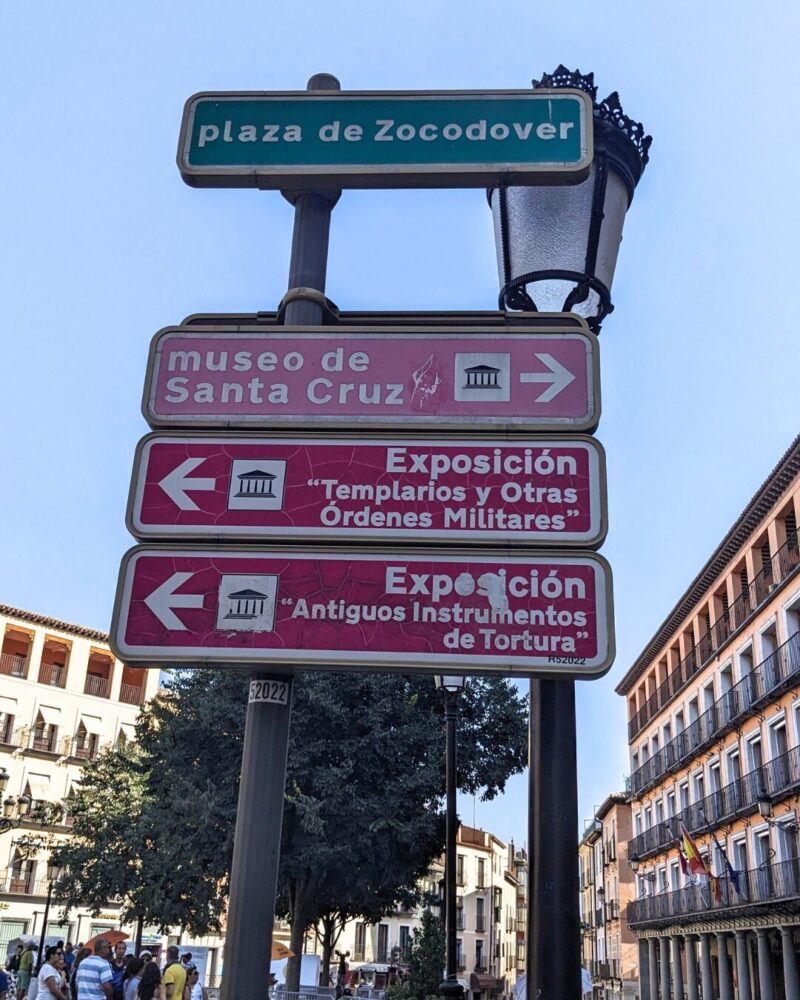 plaza de Zocodover
museo de
Santa Cruz
Exposición
“Templarios y Otras
Órdenes Militares”
Exposición
“Antiguos Instrumentos
de Tortura”
R52022
52022